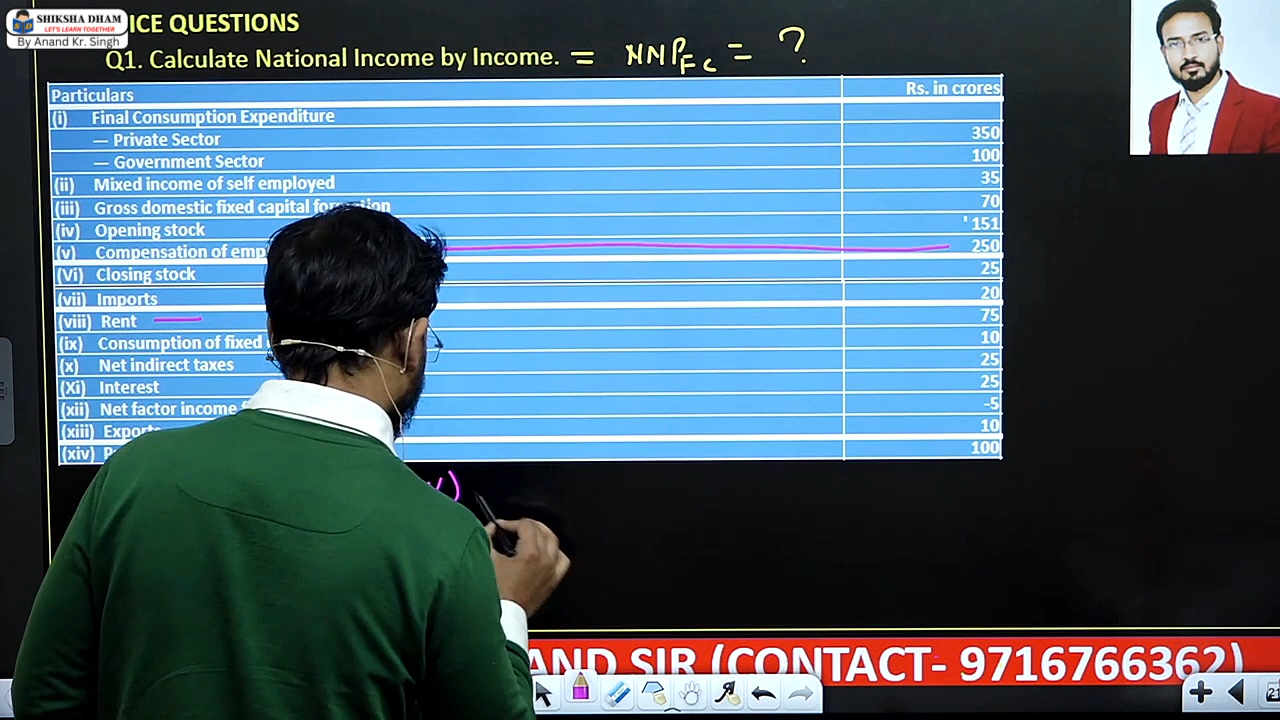 SHIKSHA DHAM
LET'S LEARN TOGETHER
By Anand Kr. Singh
ICE QUESTIONS
Q1. Calculate National Income by Income. = NNPFC = ?
Particulars Rs. in crores
(i) Final Consumption Expenditure
— Private Sector 350
— Government Sector 100
(ii) Mixed income of self employed 35
(iii) Gross domestic fixed capital 70
(iv) Opening stock ' 151
(v) Compensation of emp 250
(Vi) Closing stock 25
(vii) Imports 20
(viii) Rent 75
(ix) Consumption of fixed 10
(x) Net indirect taxes 25
(Xi) Interest 25
(xii) Net factor income -5
(xiii) Exports 10
(xiv) P 100
AND SIR (CONTACT- 9716766362)